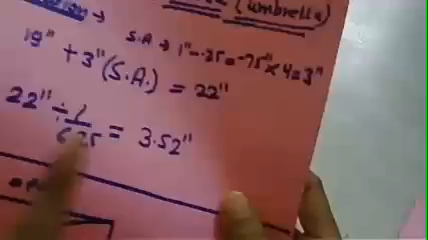 (umbrella)
S.A → 1" - .25 = .75" × 4 = 3"
19" + 3" (S.A.) = 22"
22" ÷ 1/6.25 = 3.52"